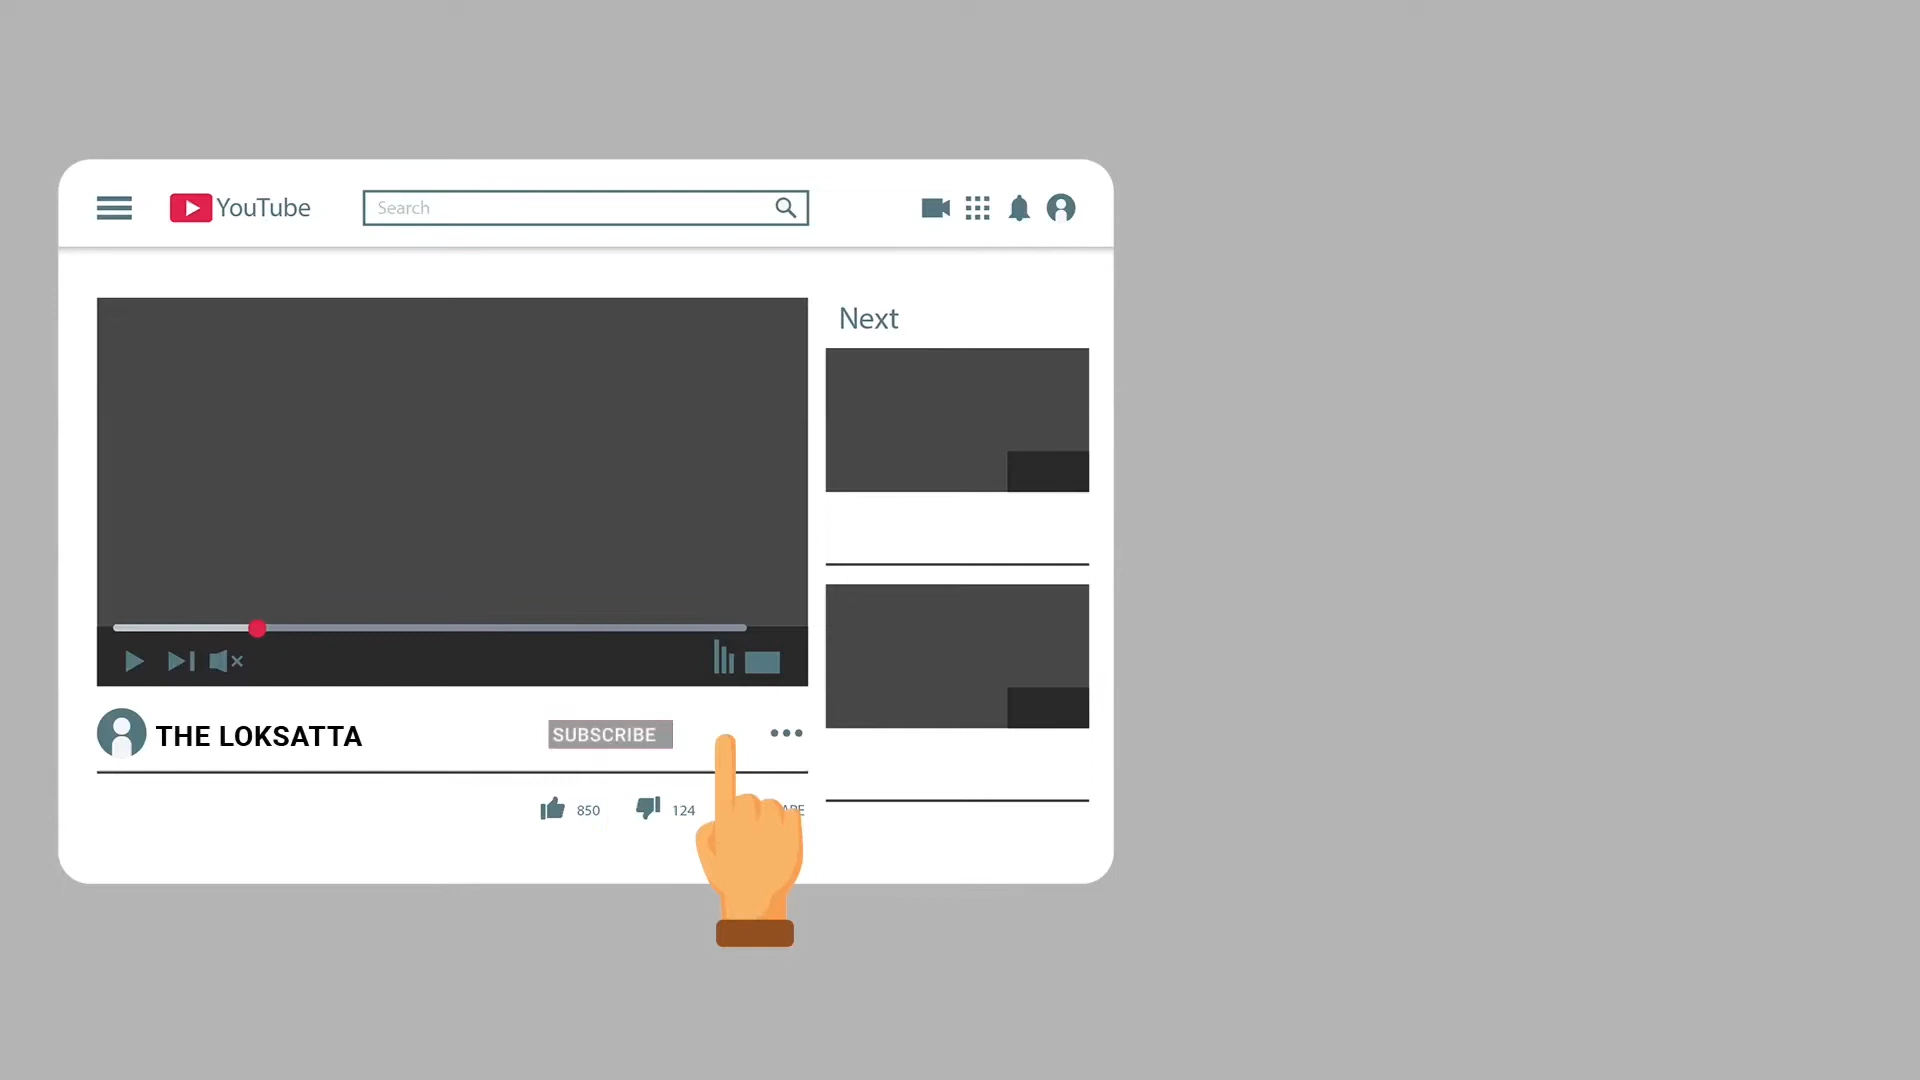 YouTube
Search
Next
THE LOKSATTA
SUBSCRIBE
850
124